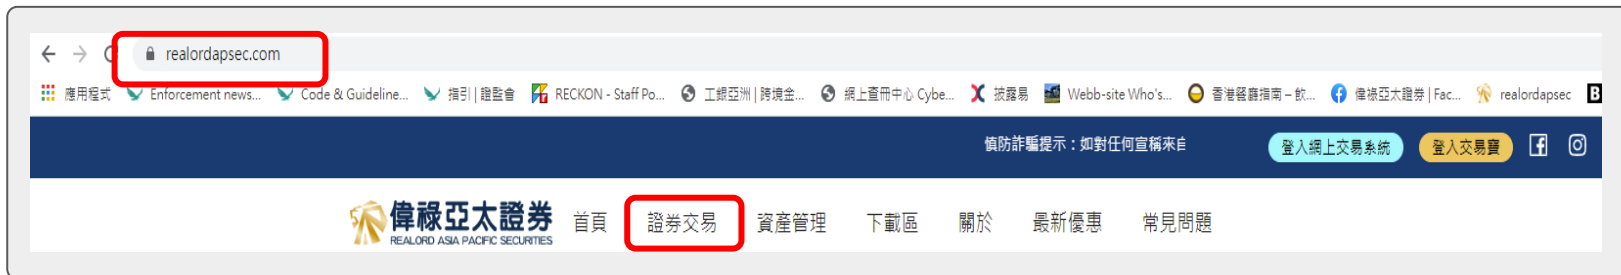 realordapsec.com
應用程式 Enforcement news... Code & Guideline... 指引 | 證監會 RECKON - Staff Po... 工銀亞洲 | 跨境金... 網上查冊中心 Cybe... 披露易 Webb-site Who's... 香港餐廳指南 – 飲... 偉祿亞太證券 | Fac... realordapsec B
慎防詐騙提示：如對任何宣稱來自 登入網上交易系統 登入交易寶
偉祿亞太證券 首頁 證券交易 資產管理 下載區 關於 最新優惠 常見問題
REALORD ASIA PACIFIC SECURITIES